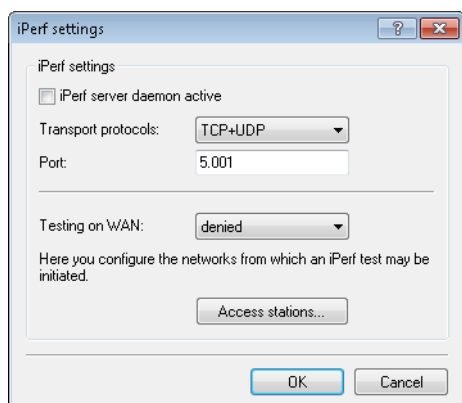 iPerf settings
iPerf settings
iPerf server daemon active
Transport protocols: TCP+UDP
Port: 5.001
Testing on WAN: denied
Here you configure the networks from which an iPerf test may be
initiated.
Access stations...
OK Cancel